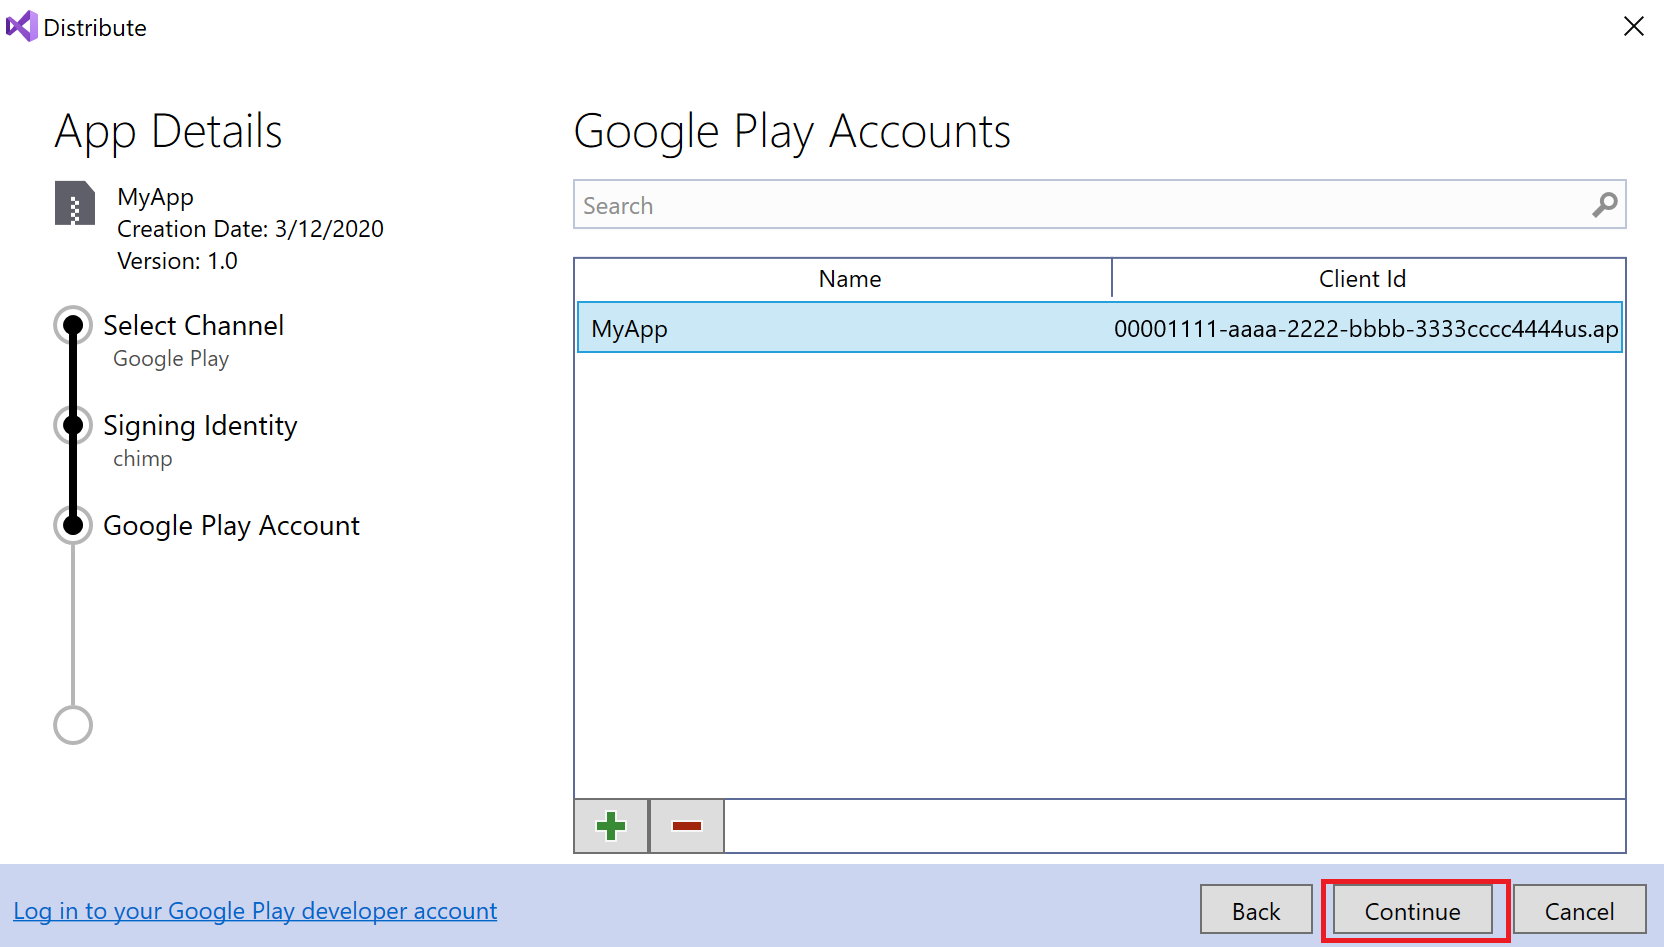 Distribute
App Details
MyApp
Creation Date: 3/12/2020
Version: 1.0
Select Channel
Google Play
Signing Identity
chimp
Google Play Account
Google Play Accounts
Search
Name Client Id
MyApp 00001111-aaaa-2222-bbbb-3333cccc4444us.ap
Log in to your Google Play developer account
Back Continue Cancel